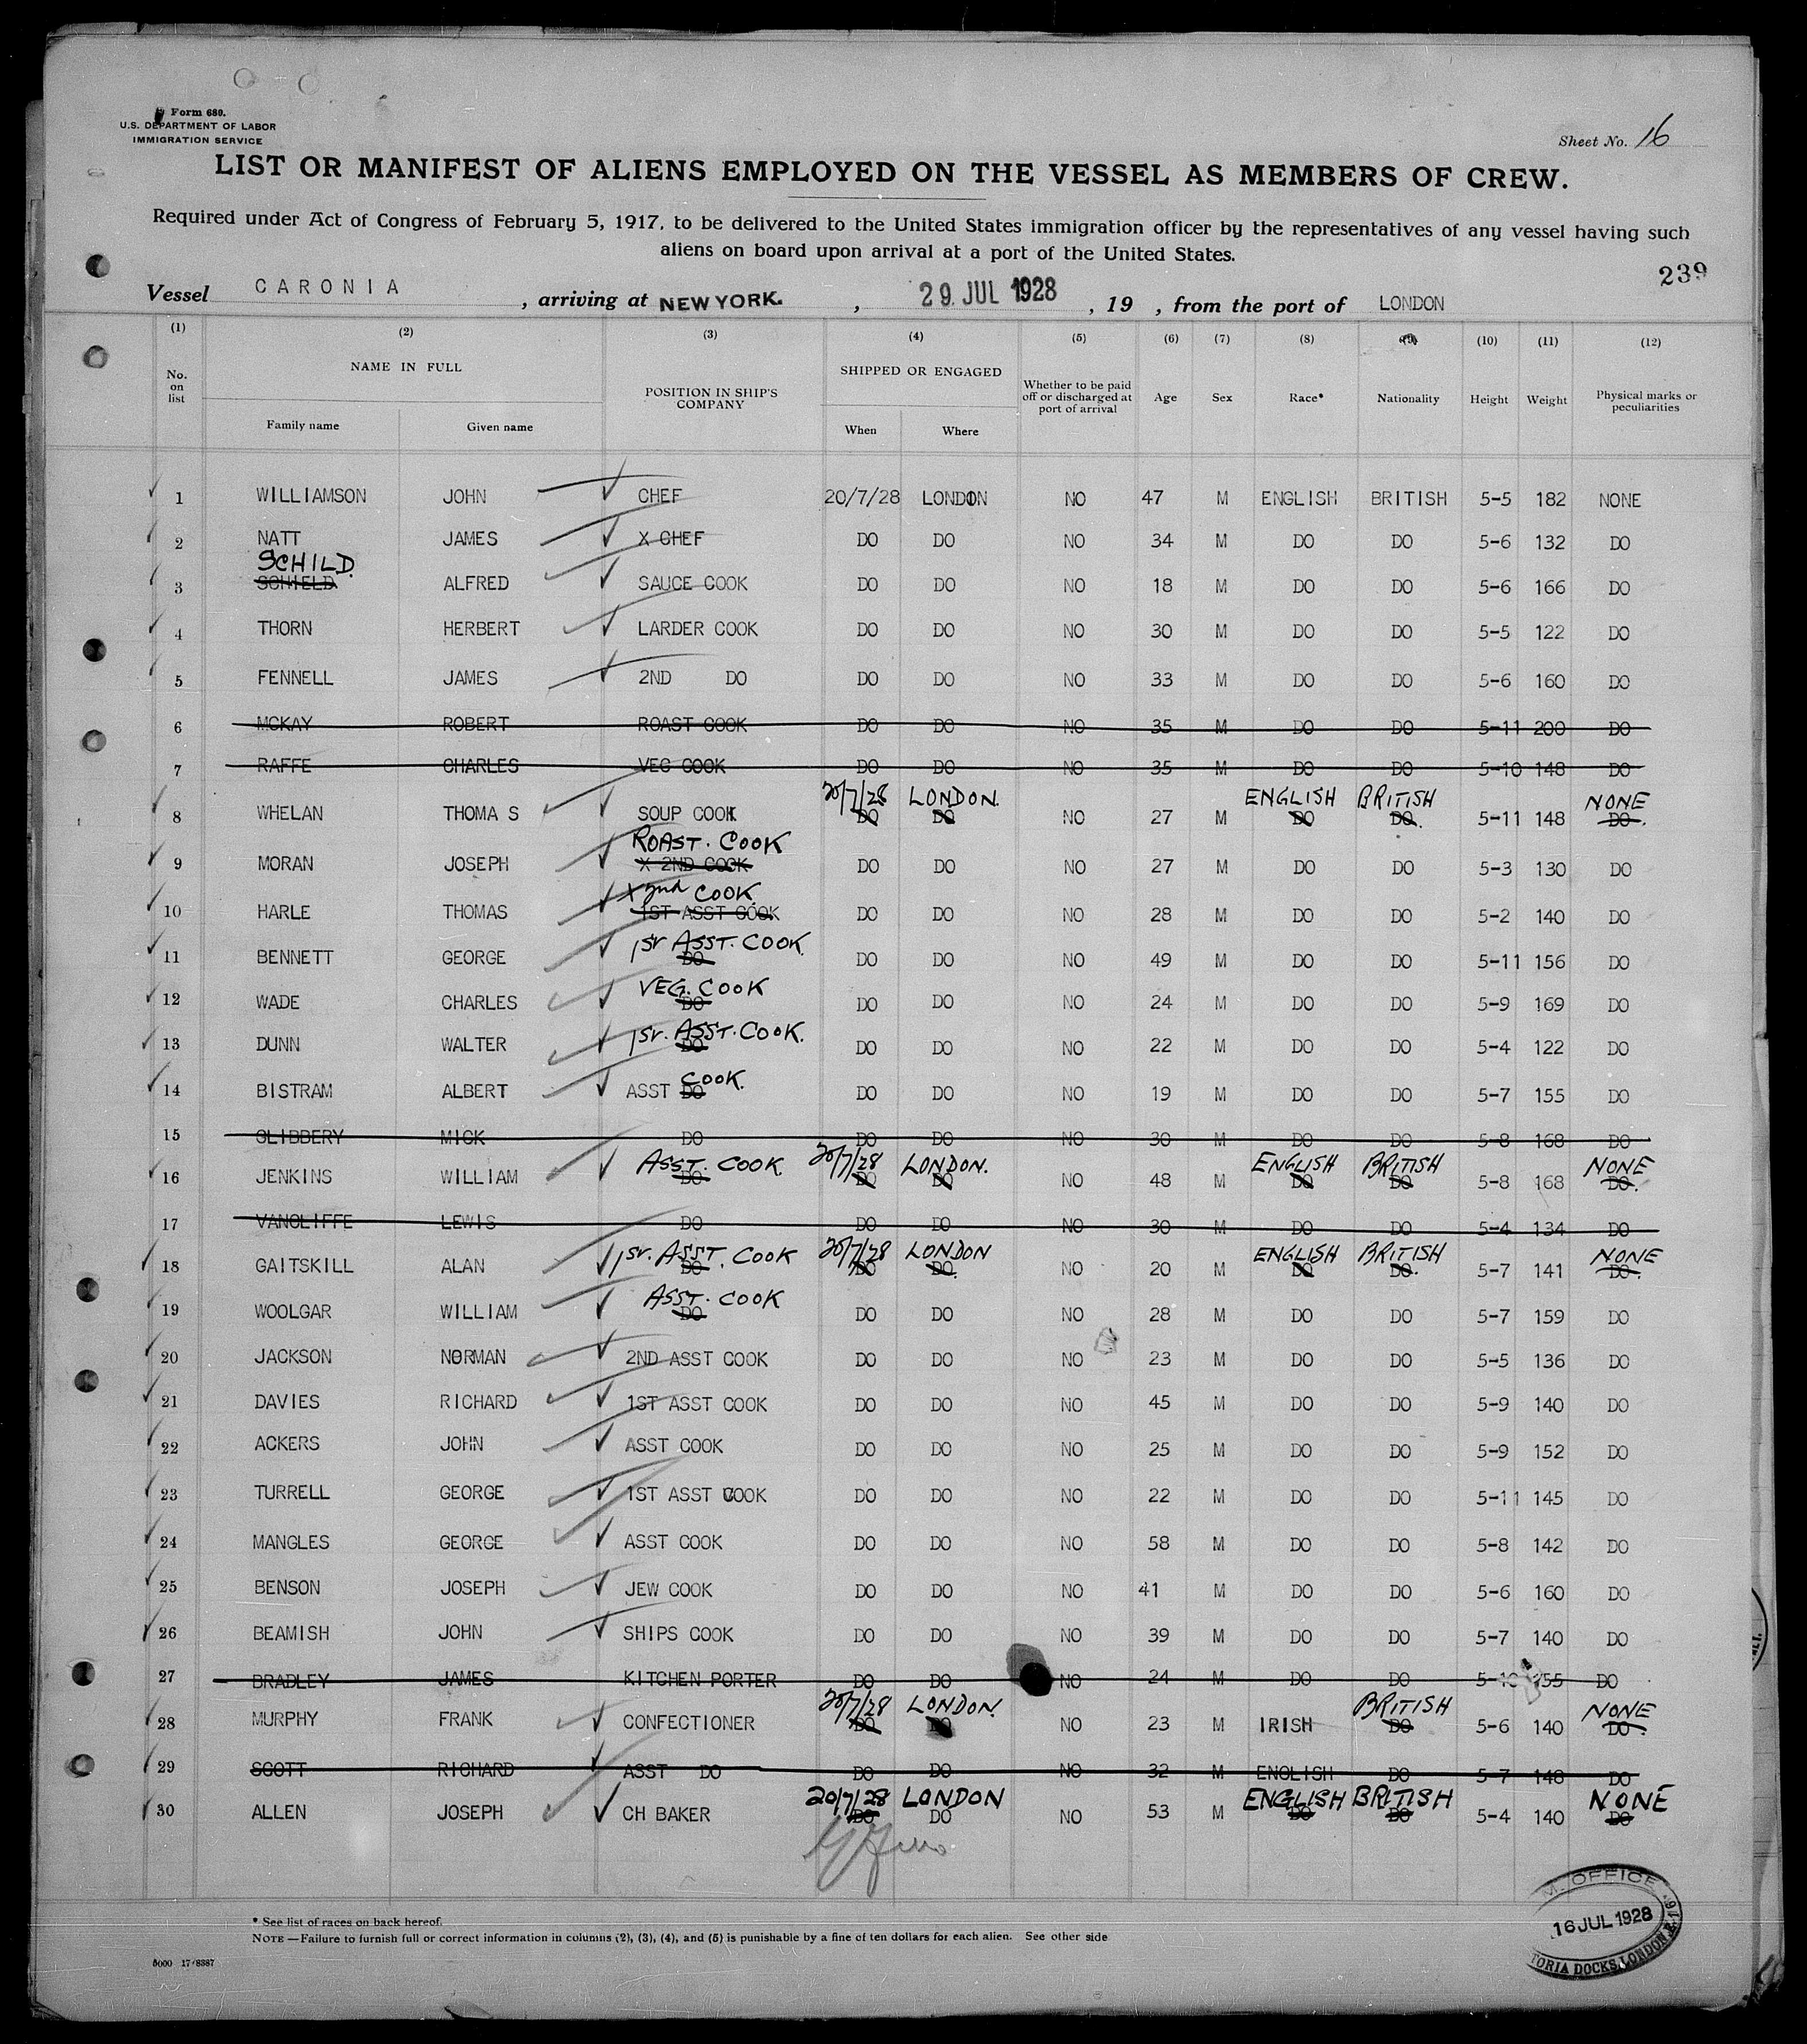 Form 680.
U.S. DEPARTMENT OF LABOR
IMMIGRATION SERVICE
Sheet No. 16
LIST OR MANIFEST OF ALIENS EMPLOYED ON THE VESSEL AS MEMBERS OF CREW.
Required under Act of Congress of February 5, 1917, to be delivered to the United States immigration officer by the representatives of any vessel having such
aliens on board upon arrival at a port of the United States.
239
Vessel CARONIA , arriving at NEW YORK. , 29. JUL 1928 , 19 , from the port of LONDON
(1) (2) (3) (4) (5) (6) (7) (8) (9) (10) (11) (12)
No. on list NAME IN FULL POSITION IN SHIP'S COMPANY SHIPPED OR ENGAGED Whether to be paid off or discharged at port of arrival Age Sex Race* Nationality Height Weight Physical marks or peculiarities
Family name Given name When Where
1 WILLIAMSON JOHN CHEF 20/7/28 LONDON NO 47 M ENGLISH BRITISH 5-5 182 NONE
2 NATT JAMES X CHEF DO DO NO 34 M DO DO 5-6 132 DO
SCHILD.
3 SCHIELD ALFRED SAUCE COOK DO DO NO 18 M DO DO 5-6 166 DO
4 THORN HERBERT LARDER COOK DO DO NO 30 M DO DO 5-5 122 DO
5 FENNELL JAMES 2ND DO DO DO NO 33 M DO DO 5-6 160 DO
6 MCKAY ROBERT ROAST COOK DO DO NO 35 M DO DO 5-11 200 DO
7 RAFFE CHARLES VEG COOK DO DO NO 35 M DO DO 5-10 148 DO
20/7/28 LONDON. ENGLISH BRITISH NONE
8 WHELAN THOMA S SOUP COOK DO DO NO 27 M DO DO. 5-11 148 DO.
ROAST. COOK
9 MORAN JOSEPH X 2ND COOK DO DO NO 27 M DO DO 5-3 130 DO
X 2nd COOK.
10 HARLE THOMAS 1ST ASST COOK DO DO NO 28 M DO DO 5-2 140 DO
1ST ASST. COOK.
11 BENNETT GEORGE DO DO DO NO 49 M DO DO 5-11 156 DO
VEG. COOK
12 WADE CHARLES DO DO DO NO 24 M DO DO 5-9 169 DO
1ST. ASST. COOK.
13 DUNN WALTER DO DO DO NO 22 M DO DO 5-4 122 DO
COOK.
14 BISTRAM ALBERT ASST DO DO DO NO 19 M DO DO 5-7 155 DO
15 SLIBBERY MICK DO DO DO NO 30 M DO DO 5-8 168 DO
ASST. COOK. 20/7/28 LONDON. ENGLISH BRITISH NONE
16 JENKINS WILLIAM DO DO DO NO 48 M DO DO 5-8 168 DO.
17 VANCLIFFE LEWIS DO DO DO NO 30 M DO DO 5-4 134 DO
1ST. ASST. COOK 20/7/28 LONDON ENGLISH BRITISH NONE
18 GAITSKILL ALAN DO DO DO. NO 20 M DO DO. 5-7 141 DO.
ASST. COOK
19 WOOLGAR WILLIAM DO DO DO NO 28 M DO DO 5-7 159 DO
20 JACKSON NORMAN 2ND ASST COOK DO DO NO 23 M DO DO 5-5 136 DO
21 DAVIES RICHARD 1ST ASST COOK DO DO NO 45 M DO DO 5-9 140 DO
22 ACKERS JOHN ASST COOK DO DO NO 25 M DO DO 5-9 152 DO
23 TURRELL GEORGE 1ST ASST COOK DO DO NO 22 M DO DO 5-11 145 DO
24 MANGLES GEORGE ASST COOK DO DO NO 58 M DO DO 5-8 142 DO
25 BENSON JOSEPH JEW COOK DO DO NO 41 M DO DO 5-6 160 DO
26 BEAMISH JOHN SHIPS COOK DO DO NO 39 M DO DO 5-7 140 DO
27 BRADLEY JAMES KITCHEN PORTER DO DO NO 24 M DO DO 5-10 155 DO
20/7/28 LONDON. BRITISH NONE
28 MURPHY FRANK CONFECTIONER DO DO NO 23 M IRISH DO 5-6 140 DO.
29 SCOTT RICHARD ASST DO DO DO NO 32 M ENGLISH DO 5-7 148 DO
20/7/28 LONDON ENGLISH BRITISH NONE
30 ALLEN JOSEPH CH BAKER DO DO NO 53 M DO DO 5-4 140 DO
M. OFFICE
16 JUL 1928
TORIA DOCKS, LONDON E.16
* See list of races on back hereof.
NOTE—Failure to furnish full or correct information in columns (2), (3), (4), and (5) is punishable by a fine of ten dollars for each alien. See other side
5000 17/8387